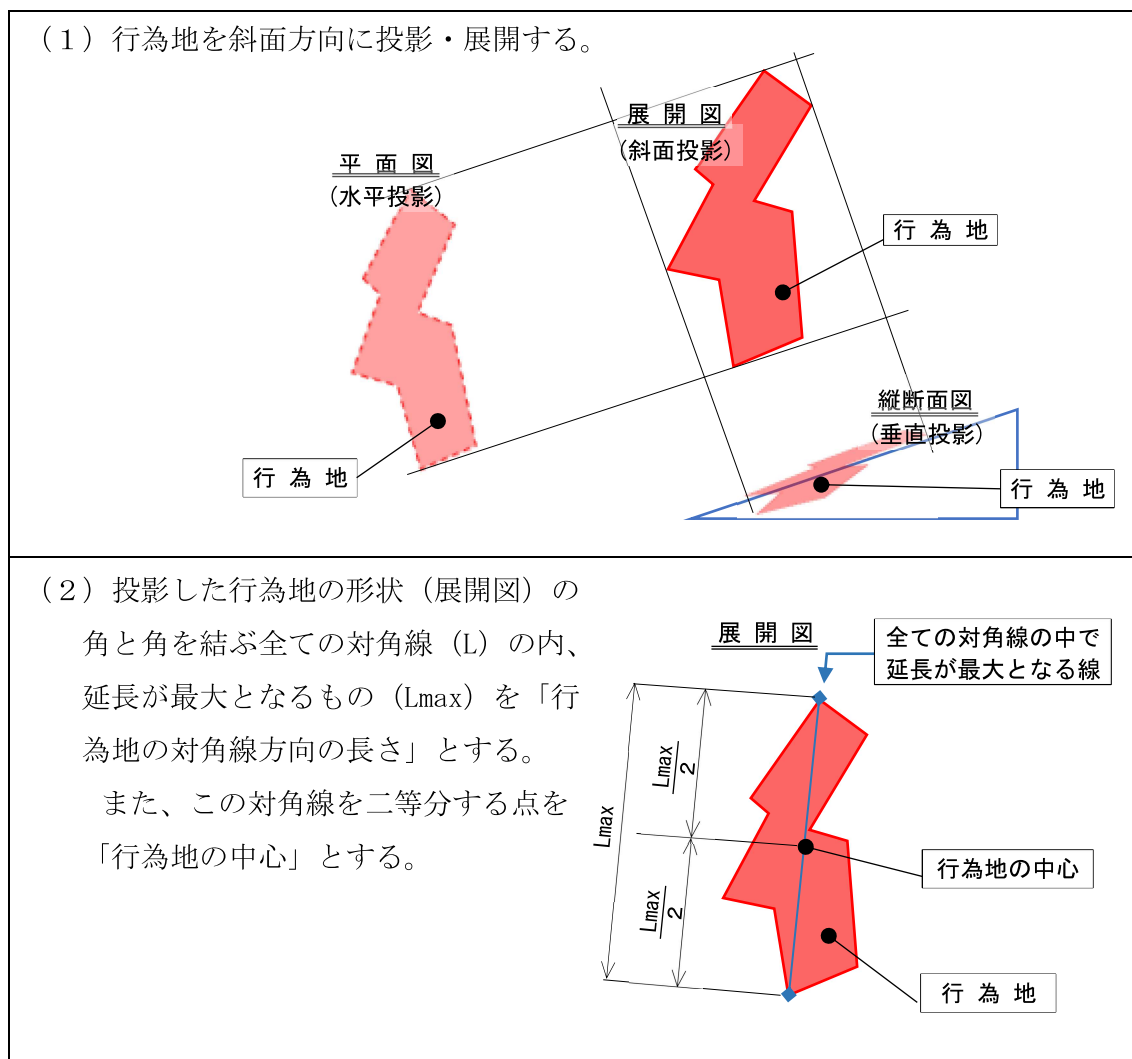 （１）行為地を斜面方向に投影・展開する。
展 開 図
（斜面投影）
平 面 図
（水平投影）
行 為 地
縦断面図
（垂直投影）
行 為 地
行 為 地
（２）投影した行為地の形状（展開図）の
角と角を結ぶ全ての対角線（L）の内、
延長が最大となるもの（Lmax）を「行
為地の対角線方向の長さ」とする。
また、この対角線を二等分する点を
「行為地の中心」とする。
展 開 図
全ての対角線の中で
延長が最大となる線
Lmax
2
Lmax
Lmax
2
行為地の中心
行 為 地